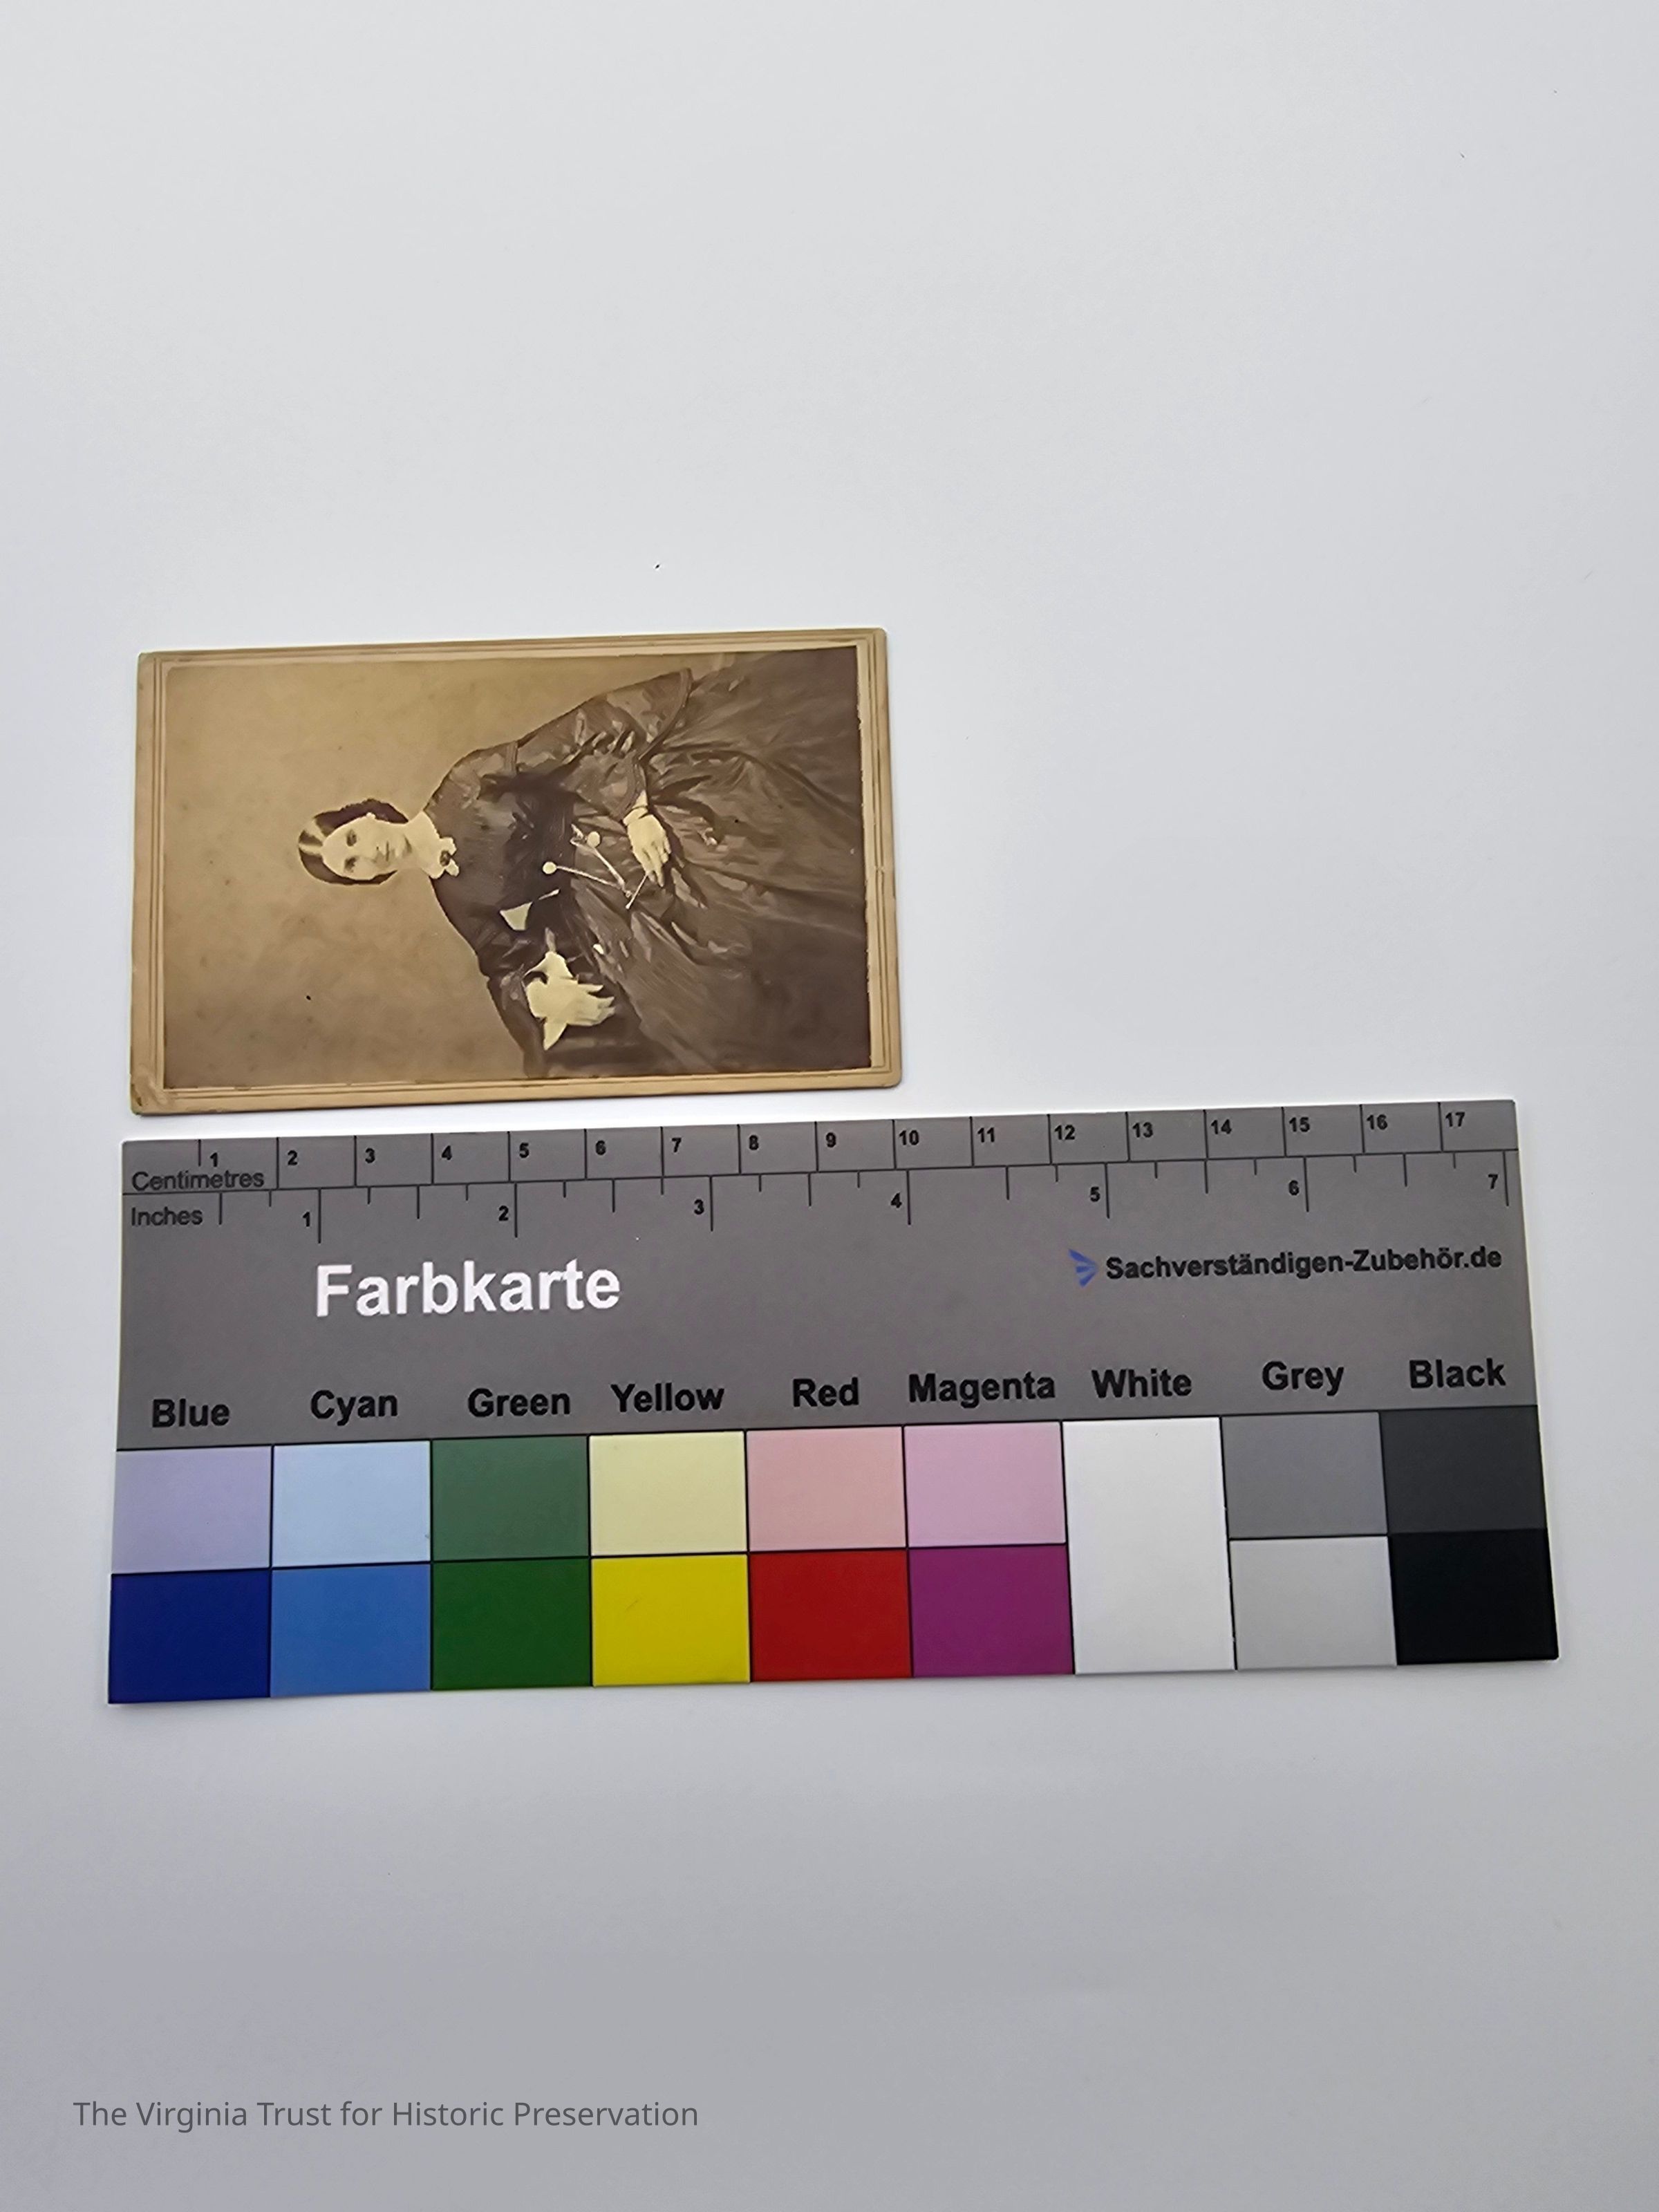 1 2 3 4 5 6 7 8 9 10 11 12 13 14 15 16 17
Centimetres
Inches 1 2 3 4 5 6 7
Farbkarte
Sachverständigen-Zubehör.de
Blue Cyan Green Yellow Red Magenta White Grey Black
The Virginia Trust for Historic Preservation